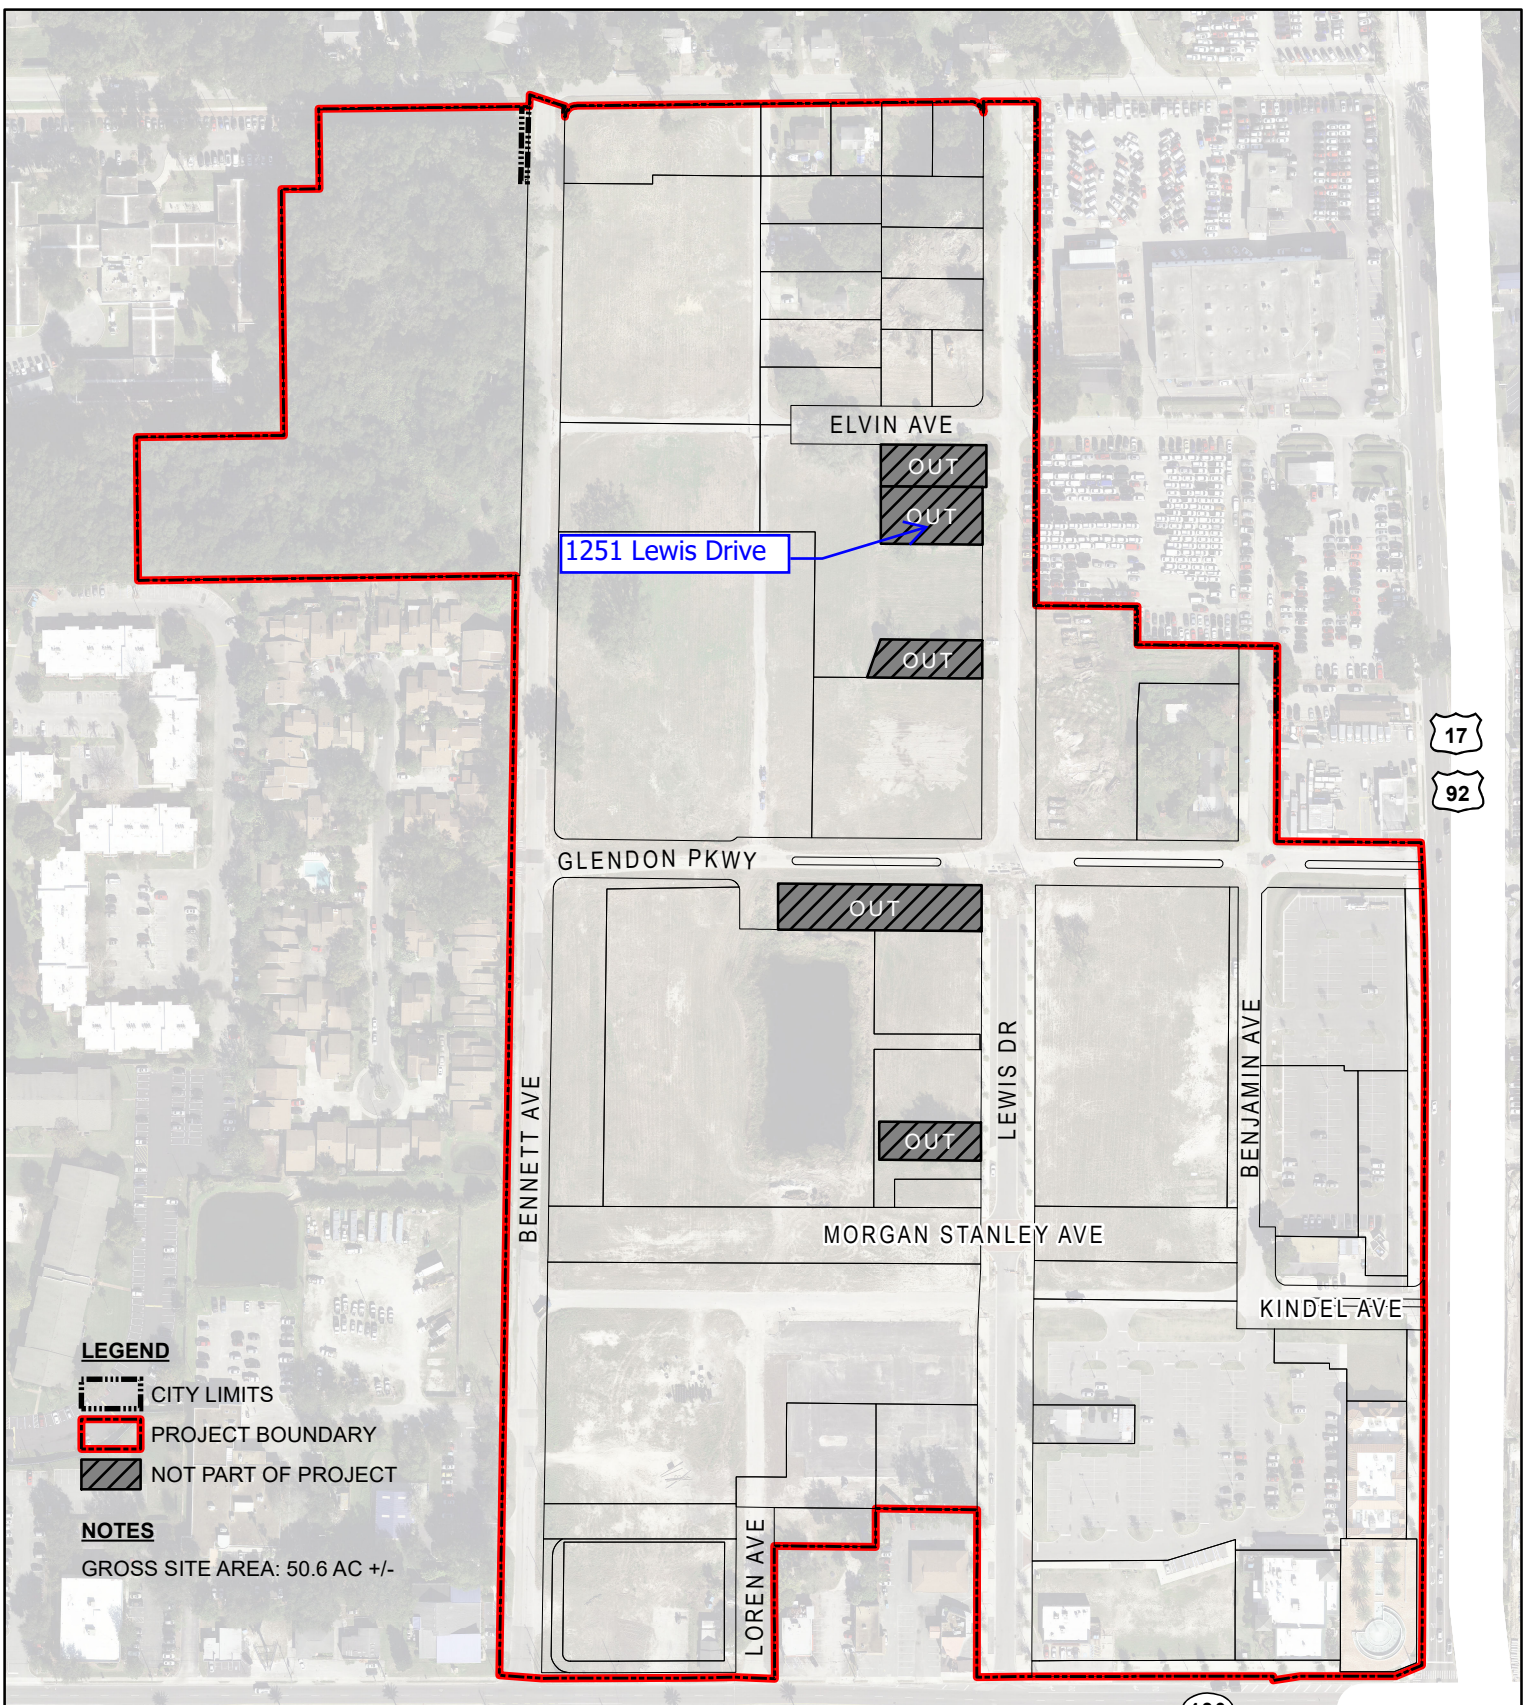 ELVIN AVE
OUT
OUT
1251 Lewis Drive
OUT
17
92
GLENDON PKWY
OUT
LEWIS DR
BENJAMIN AVE
BENNETT AVE
OUT
MORGAN STANLEY AVE
KINDEL AVE
LEGEND
CITY LIMITS
PROJECT BOUNDARY
NOT PART OF PROJECT
NOTES
GROSS SITE AREA: 50.6 AC +/-
LOREN AVE